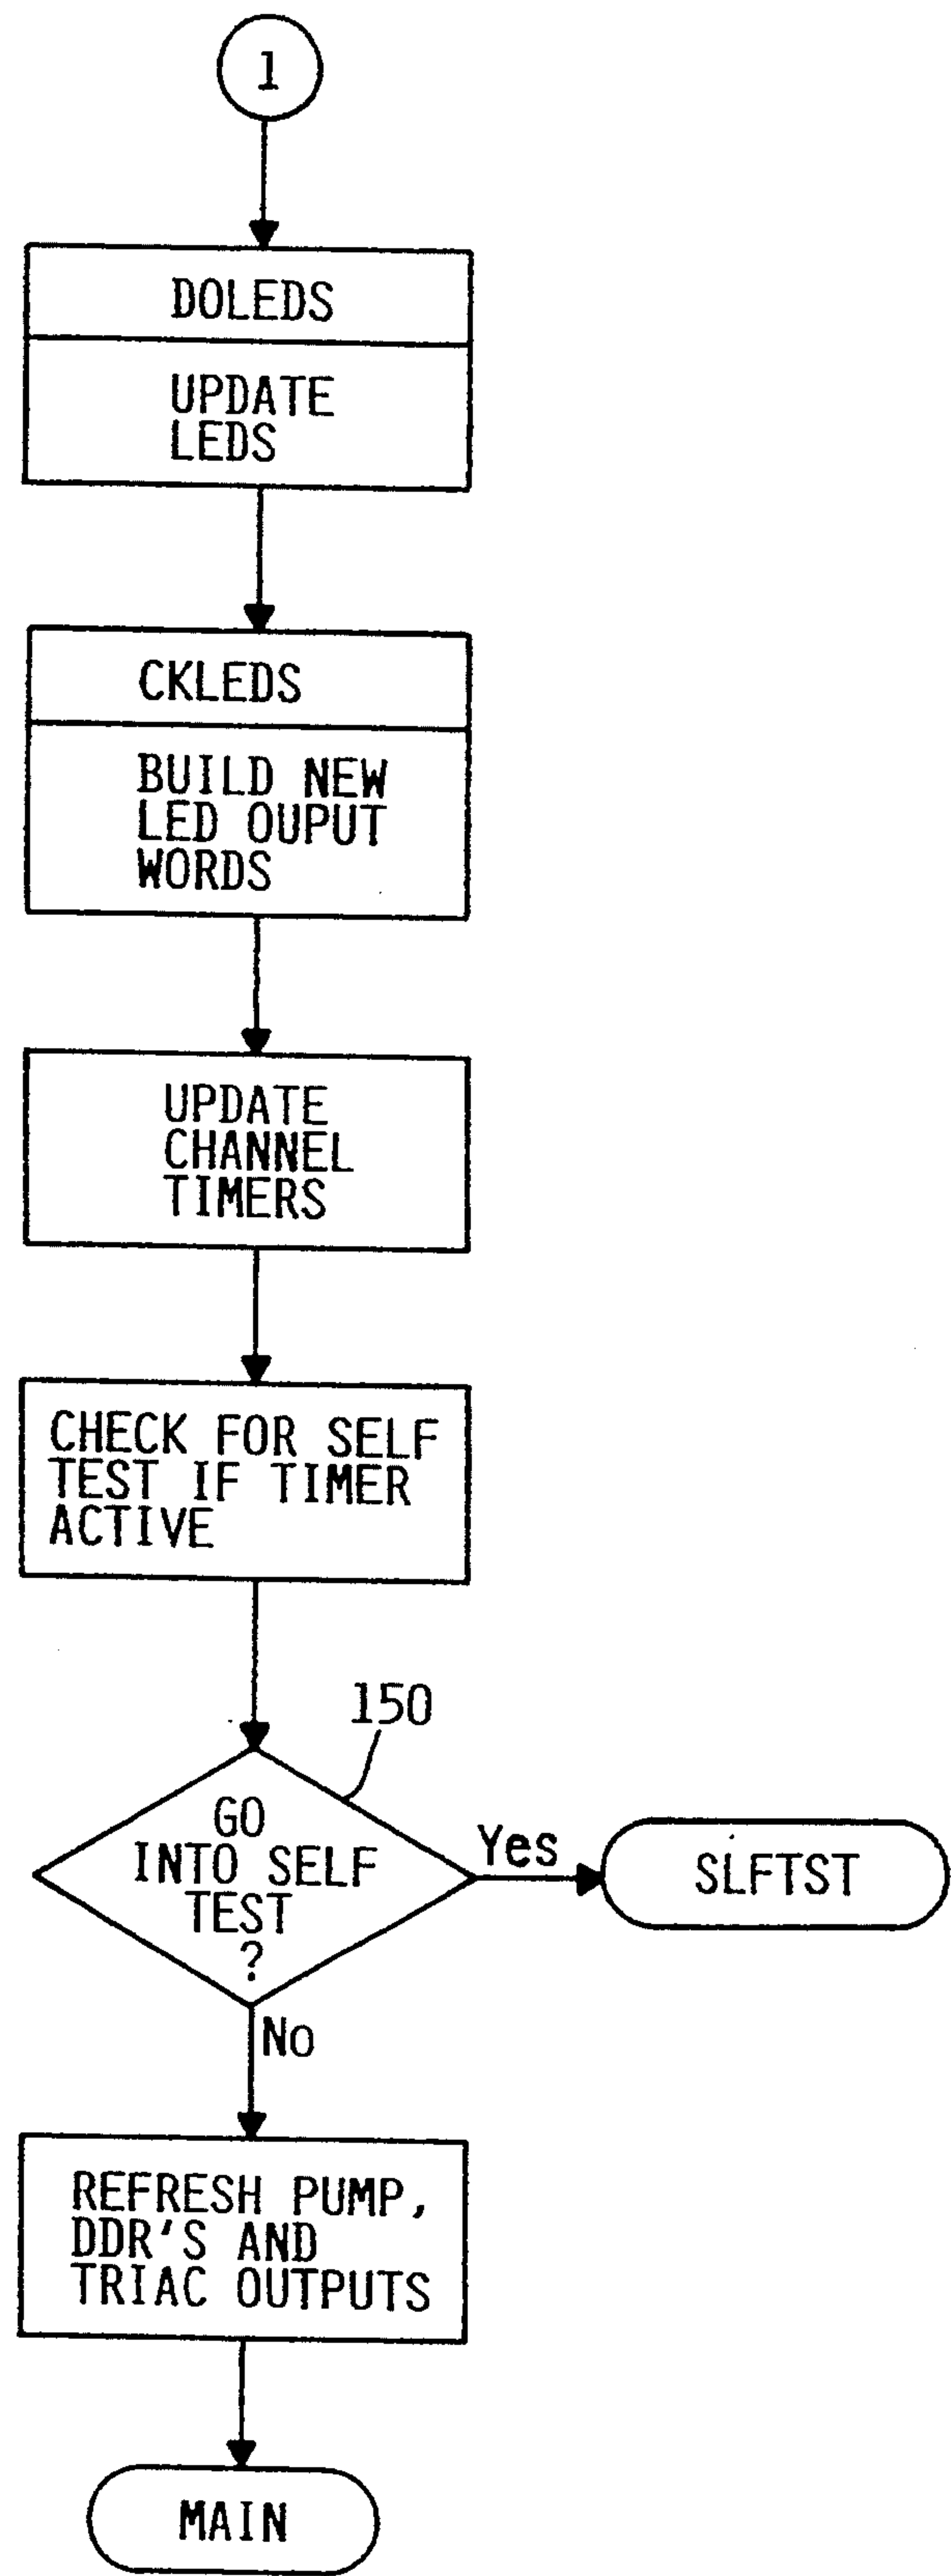 1
DOLEDS
UPDATE
LEDS
CKLEDS
BUILD NEW
LED OUPUT
WORDS
UPDATE
CHANNEL
TIMERS
CHECK FOR SELF
TEST IF TIMER
ACTIVE
150
GO
INTO SELF
TEST
?
Yes
SLFTST
No
REFRESH PUMP,
DDR'S AND
TRIAC OUTPUTS
MAIN